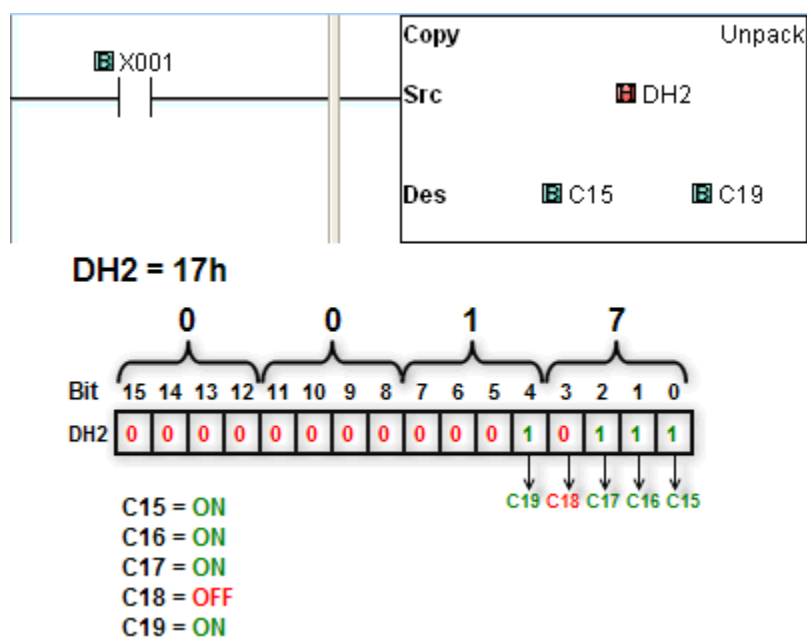 Copy Unpack
X001
Src DH2
Des C15 C19
DH2 = 17h
0 0 1 7
Bit 15 14 13 12 11 10 9 8 7 6 5 4 3 2 1 0
DH2 0 0 0 0 0 0 0 0 0 0 0 1 0 1 1 1
C19 C18 C17 C16 C15
C15 = ON
C16 = ON
C17 = ON
C18 = OFF
C19 = ON